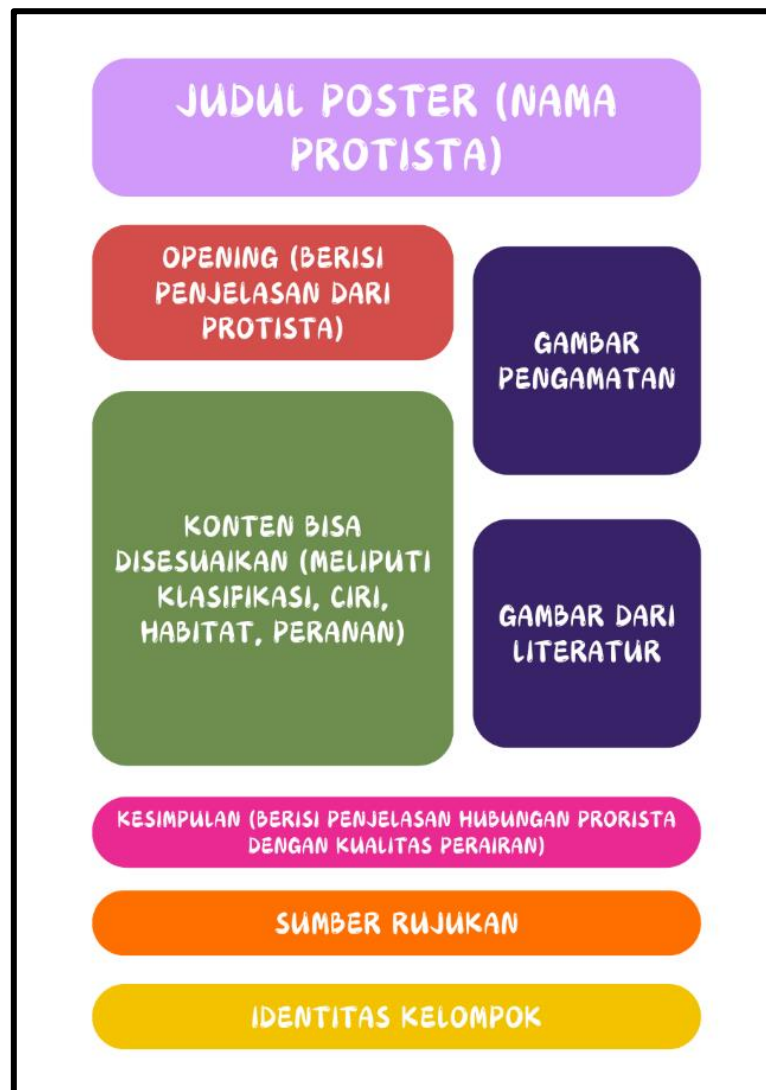 JUDUL POSTER (NAMA
PROTISTA)
OPENING (BERISI
PENJELASAN DARI
PROTISTA)
GAMBAR
PENGAMATAN
KONTEN BISA
DISESUAIKAN (MELIPUTI
KLASIFIKASI, CIRI,
HABITAT, PERANAN)
GAMBAR DARI
LITERATUR
KESIMPULAN (BERISI PENJELASAN HUBUNGAN PRORISTA
DENGAN KUALITAS PERAIRAN)
SUMBER RUJUKAN
IDENTITAS KELOMPOK